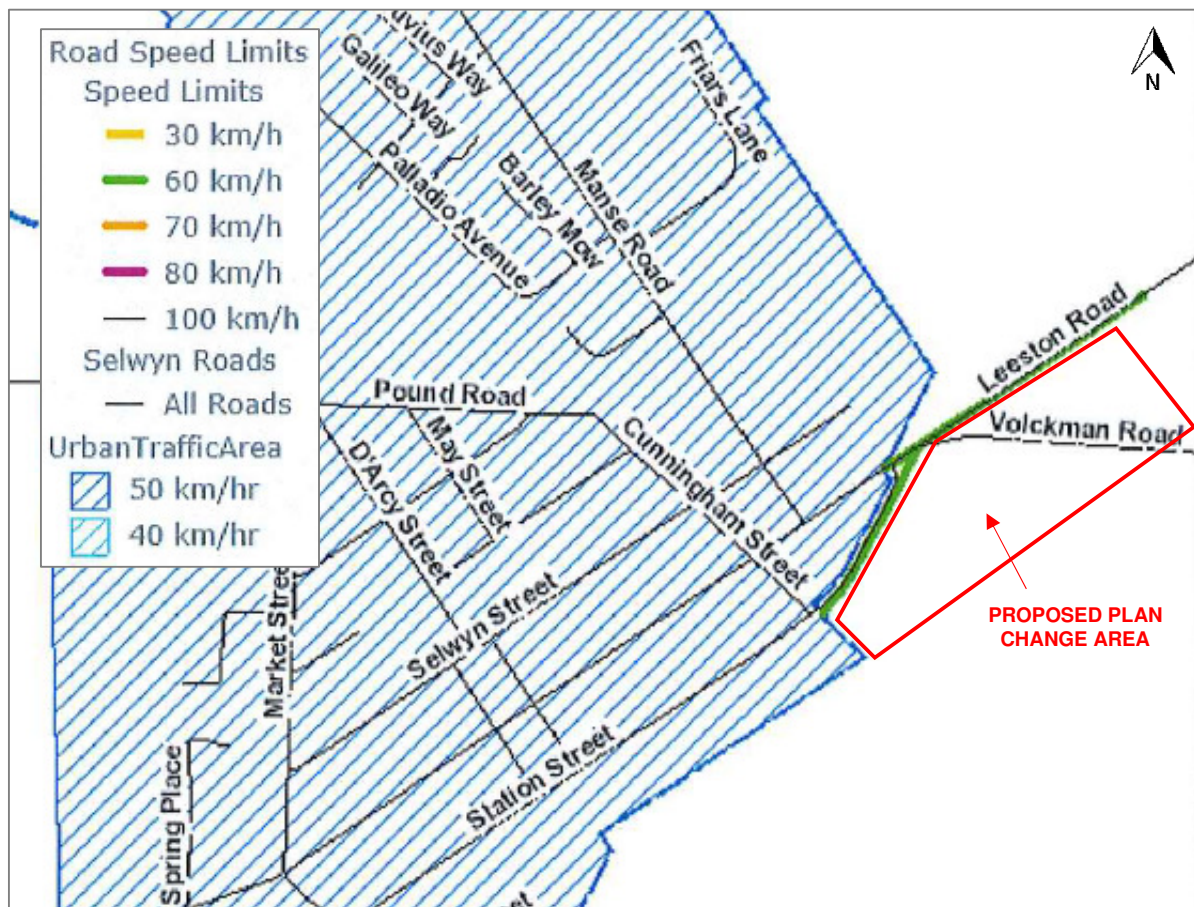 Road Speed Limits
Speed Limits
30 km/h
60 km/h
70 km/h
80 km/h
100 km/h
Selwyn Roads
All Roads
UrbanTrafficArea
50 km/hr
40 km/hr
N
Galileo Way
Palladio Avenue
Barley Mow
Manse Road
Friars Lane
Leeston Road
Volckman Road
Pound Road
May Street
D'Arcy Street
Cunningham Street
Selwyn Street
Market Street
Station Street
Spring Place
PROPOSED PLAN
CHANGE AREA